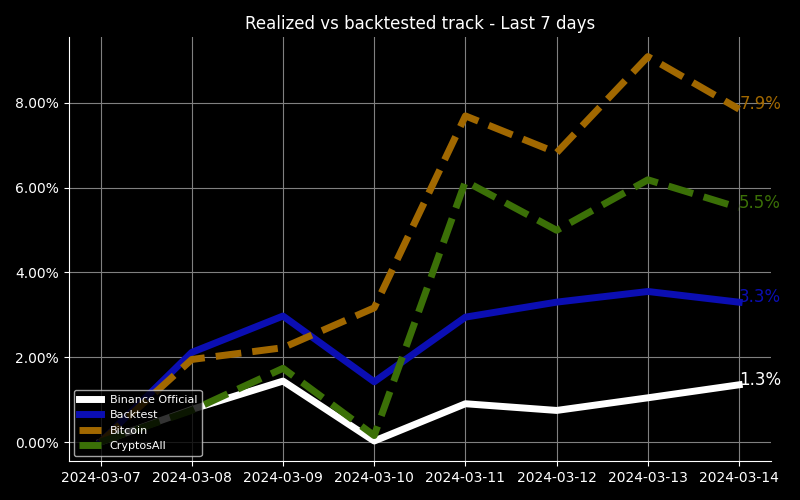 Realized vs backtested track - Last 7 days
8.00%
6.00%
4.00%
2.00%
0.00%
7.9%
5.5%
3.3%
1.3%
Binance Official
Backtest
Bitcoin
CryptosAll
2024-03-07 2024-03-08 2024-03-09 2024-03-10 2024-03-11 2024-03-12 2024-03-13 2024-03-14